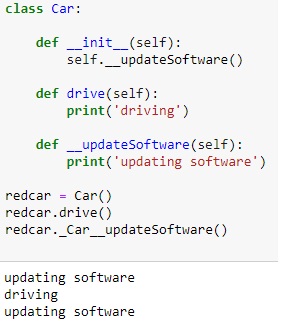 class Car:
    def __init__(self):
        self.__updateSoftware()
    def drive(self):
        print('driving')
    def __updateSoftware(self):
        print('updating software')
redcar = Car()
redcar.drive()
redcar._Car__updateSoftware()
updating software
driving
updating software